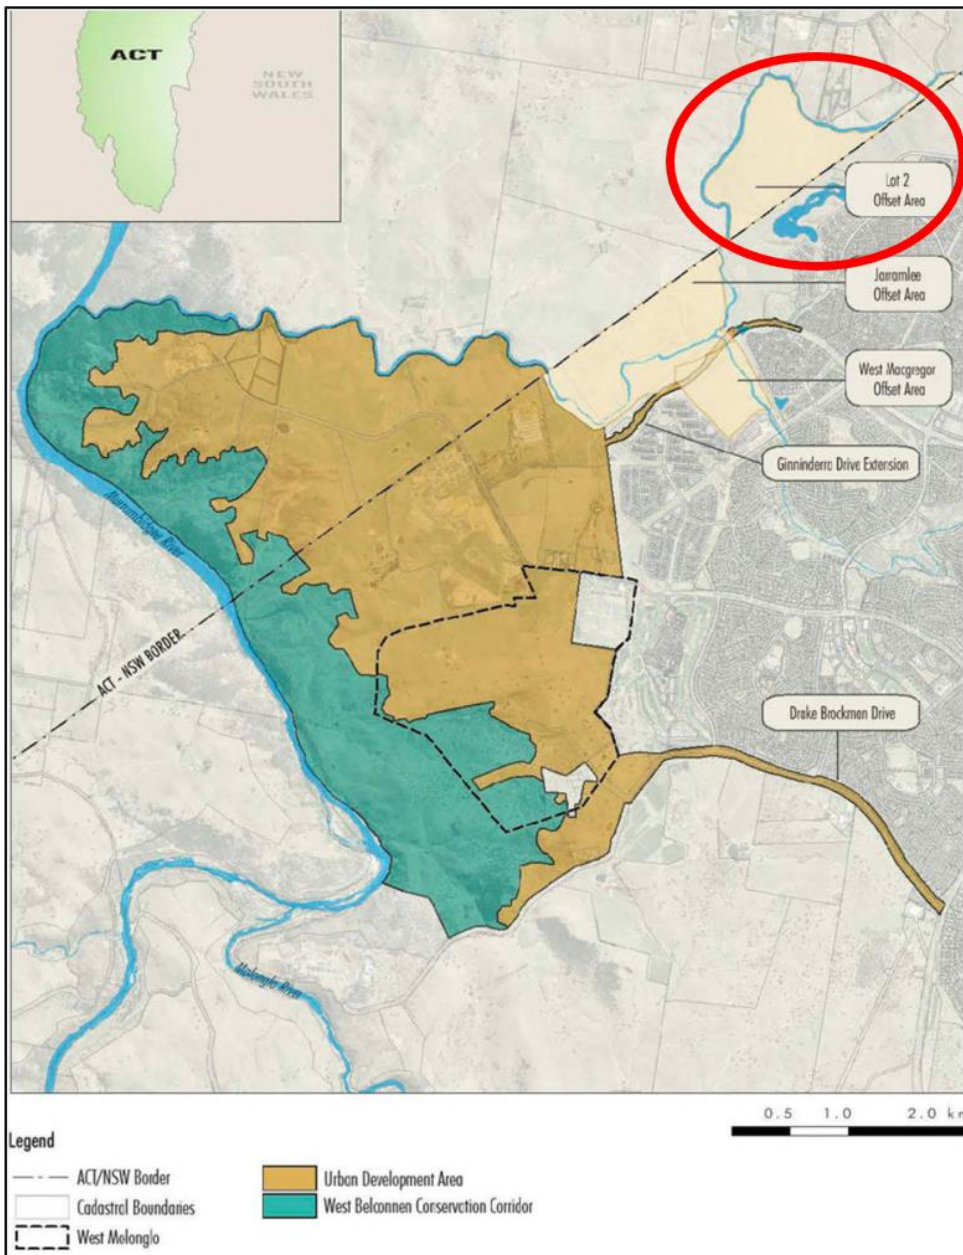 ACT
NEW
SOUTH
WALES
Lot 2
Offset Area
Jarramlee
Offset Area
West Macgregor
Offset Area
Ginninderra Drive Extension
Murrumbidgee River
ACT - NSW BORDER
Drake Brockman Drive
Molonglo River
0.5 1.0 2.0 km
Legend
ACT/NSW Border
Cadastral Boundaries
West Molonglo
Urban Development Area
West Belconnen Conservation Corridor